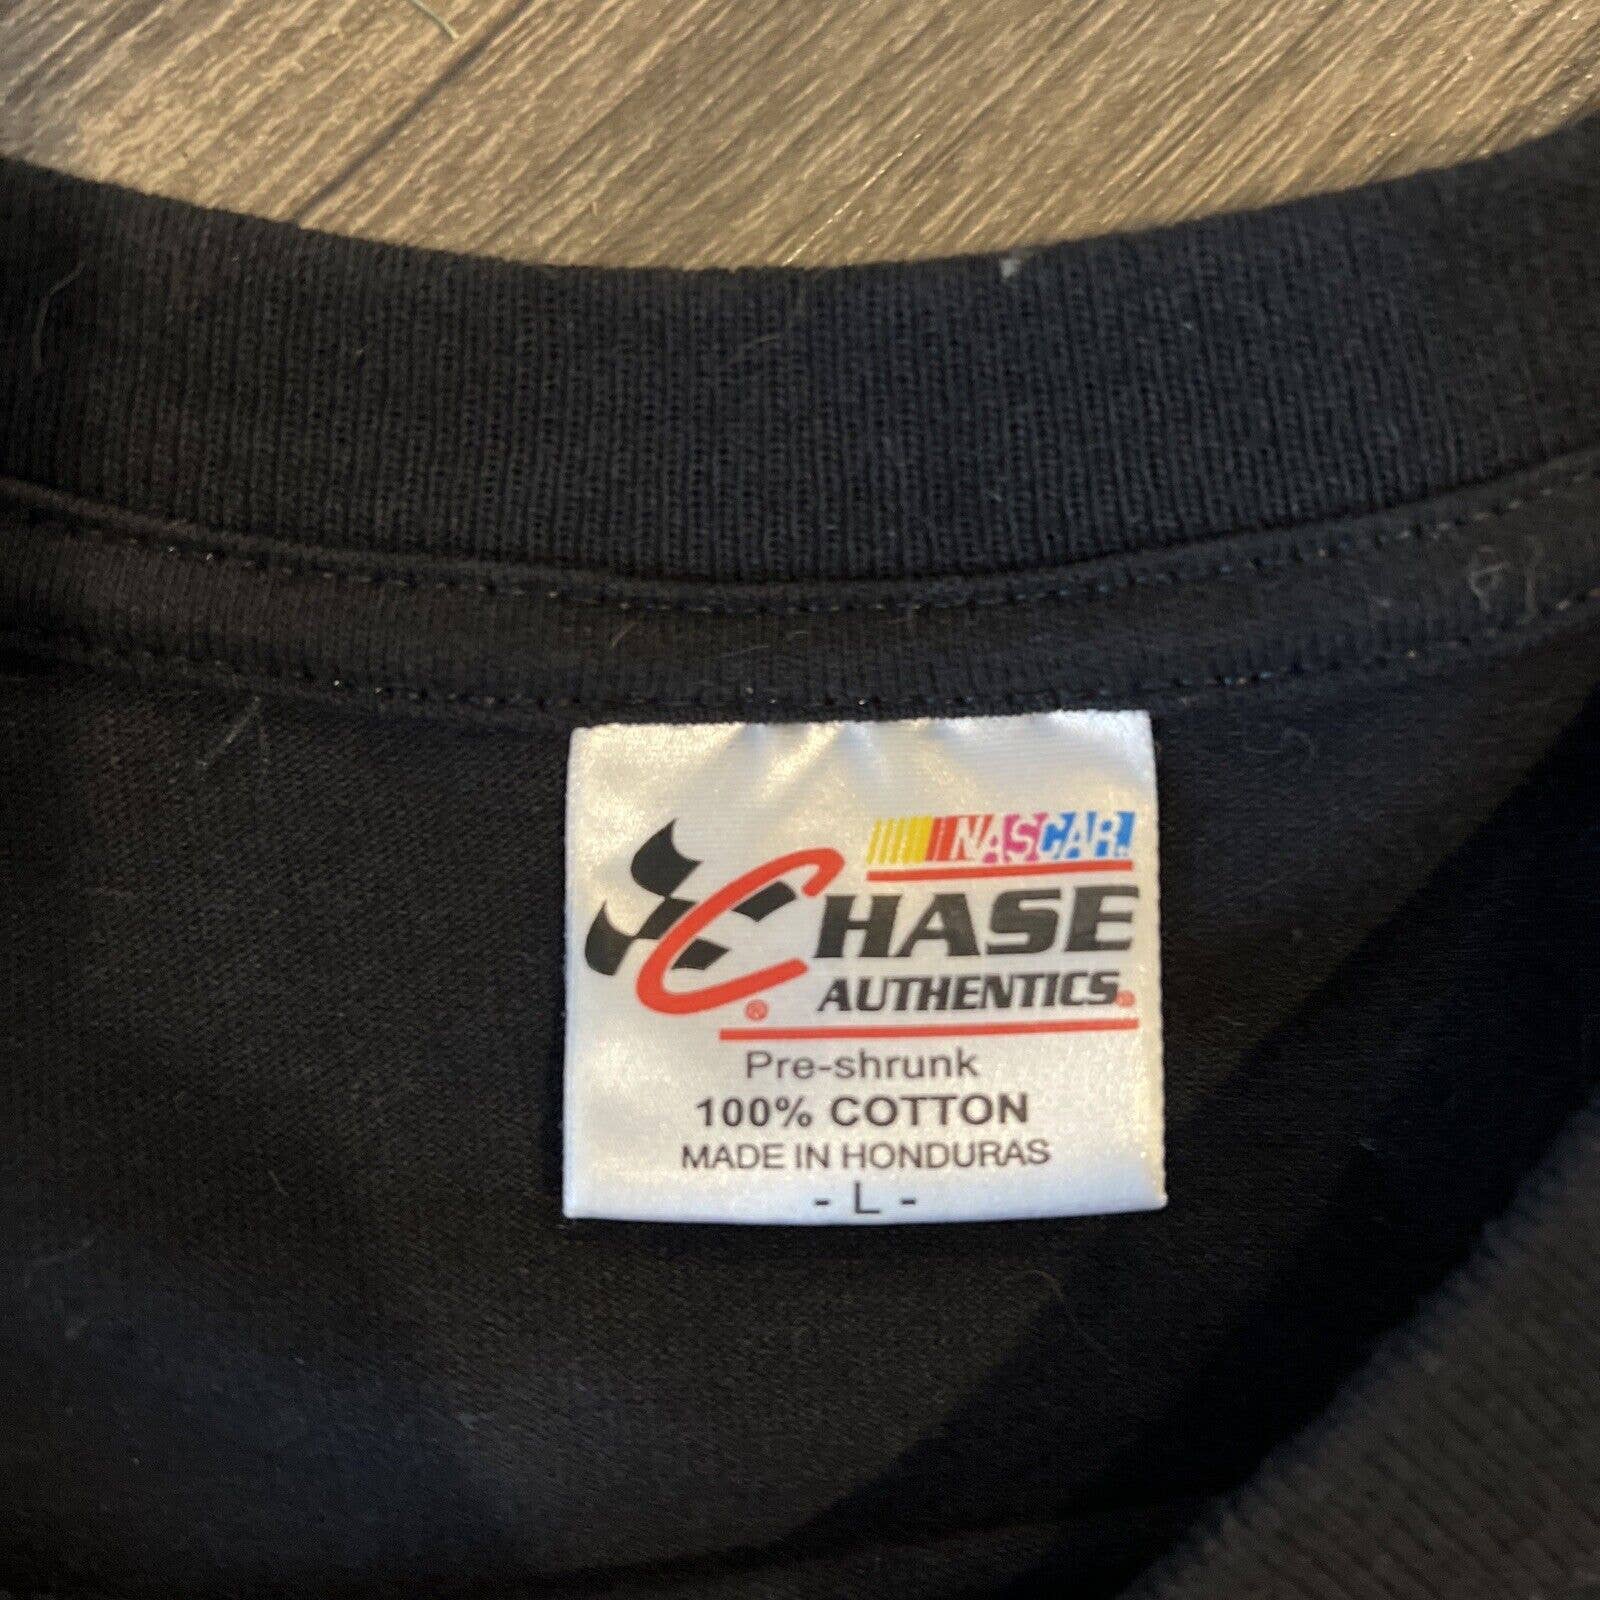 NASCAR
CHASE
AUTHENTICS®
®
Pre-shrunk
100% COTTON
MADE IN HONDURAS
- L -